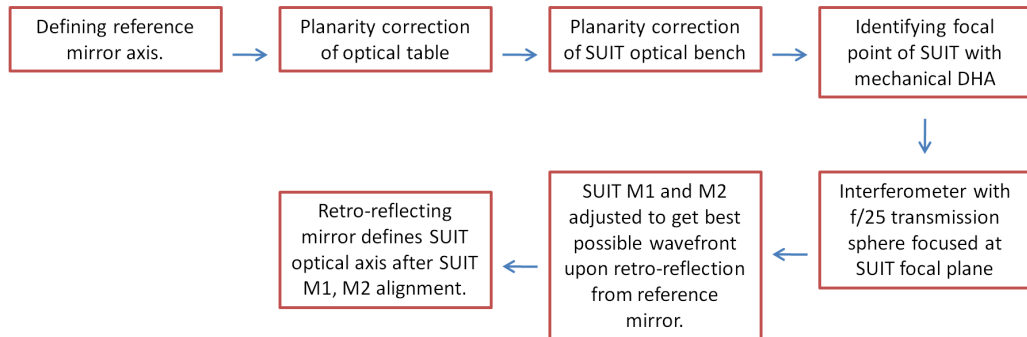 Defining reference
mirror axis.
Planarity correction
of optical table
Planarity correction
of SUIT optical bench
Identifying focal
point of SUIT with
mechanical DHA
Interferometer with
f/25 transmission
sphere focused at
SUIT focal plane
SUIT M1 and M2
adjusted to get best
possible wavefront
upon retro-reflection
from reference
mirror.
Retro-reflecting
mirror defines SUIT
optical axis after SUIT
M1, M2 alignment.